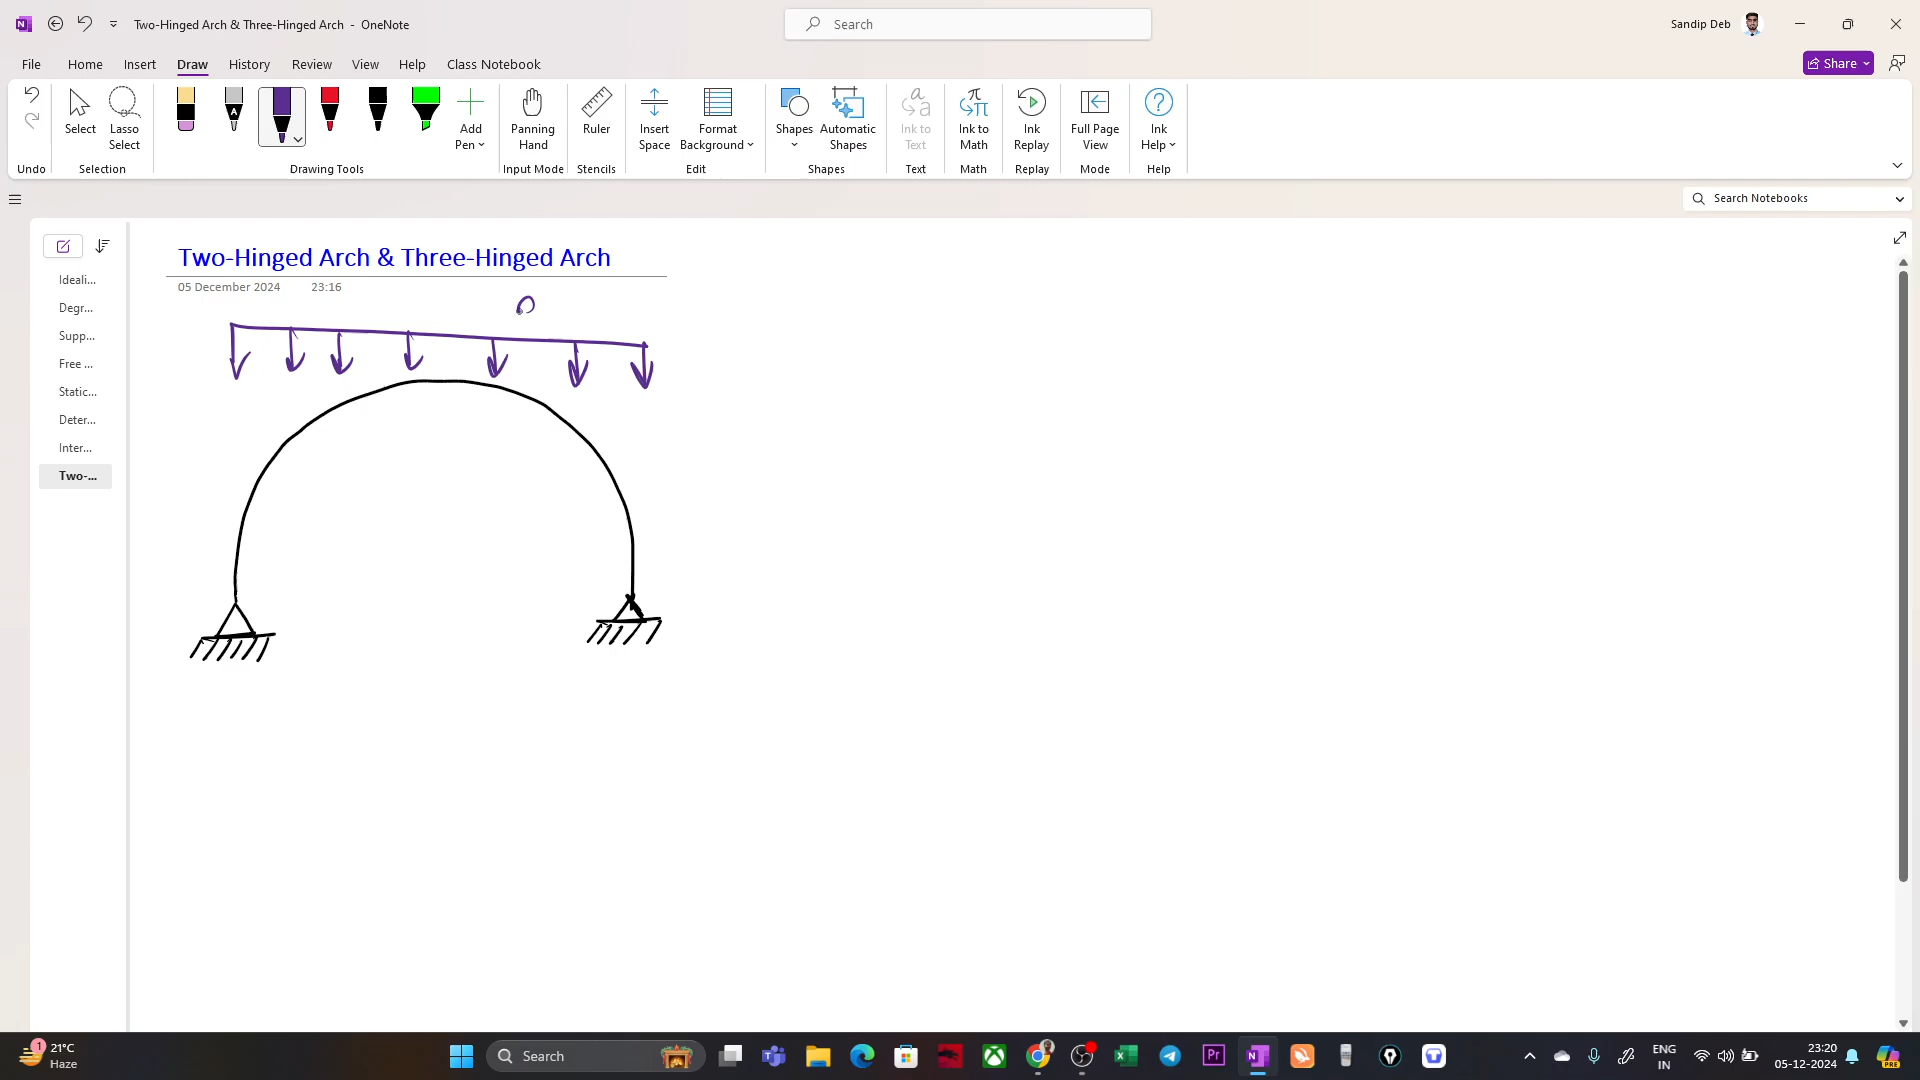 Two-Hinged Arch & Three-Hinged Arch - OneNote
Search
Sandip Deb
File Home Insert Draw History Review View Help Class Notebook
Share
Select
Lasso Select
Add Pen
Panning Hand
Ruler
Insert Space
Format Background
Shapes
Automatic Shapes
Ink to Text
Ink to Math
Ink Replay
Full Page View
Ink Help
Undo Selection Drawing Tools Input Mode Stencils Edit Shapes Text Math Replay Mode Help
Search Notebooks
Two-Hinged Arch & Three-Hinged Arch
05 December 2024 23:16
Ideali...
Degr...
Supp...
Free ...
Static...
Deter...
Inter...
Two-...
1
21°C
Haze
Search
ENG
IN
23:20
05-12-2024